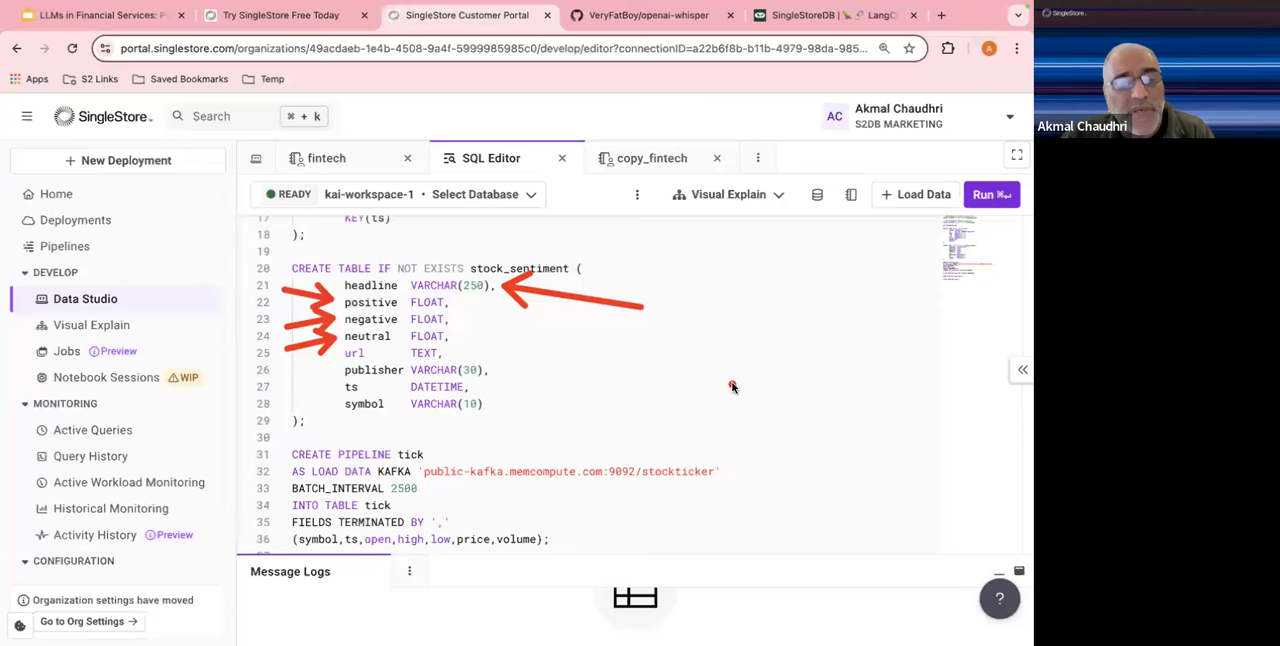 LLMs in Financial Services: P
Try SingleStore Free Today
SingleStore Customer Portal
VeryFatBoy/openai-whisper
SingleStoreDB | LangC
portal.singlestore.com/organizations/49acdaeb-1e4b-4508-9a4f-5999985985c0/develop/editor?connectionID=a22b6f8b-b11b-4979-98da-985...
A
Apps
S2 Links
Saved Bookmarks
Temp
SingleStore
Search
⌘ + k
AC
Akmal Chaudhri
S2DB MARKETING
+ New Deployment
Home
Deployments
Pipelines
DEVELOP
Data Studio
Visual Explain
Jobs Preview
Notebook Sessions WIP
MONITORING
Active Queries
Query History
Active Workload Monitoring
Historical Monitoring
Activity History Preview
CONFIGURATION
Organization settings have moved
Go to Org Settings →
fintech
SQL Editor
copy_fintech
READY kai-workspace-1 • Select Database
Visual Explain
+ Load Data
Run ⌘↵
17 KEY(ts)
18 );
19
20 CREATE TABLE IF NOT EXISTS stock_sentiment (
21 headline VARCHAR(250),
22 positive FLOAT,
23 negative FLOAT,
24 neutral FLOAT,
25 url TEXT,
26 publisher VARCHAR(30),
27 ts DATETIME,
28 symbol VARCHAR(10)
29 );
30
31 CREATE PIPELINE tick
32 AS LOAD DATA KAFKA 'public-kafka.memcompute.com:9092/stockticker'
33 BATCH_INTERVAL 2500
34 INTO TABLE tick
35 FIELDS TERMINATED BY ','
36 (symbol,ts,open,high,low,price,volume);
Message Logs
?
SingleStore
Akmal Chaudhri